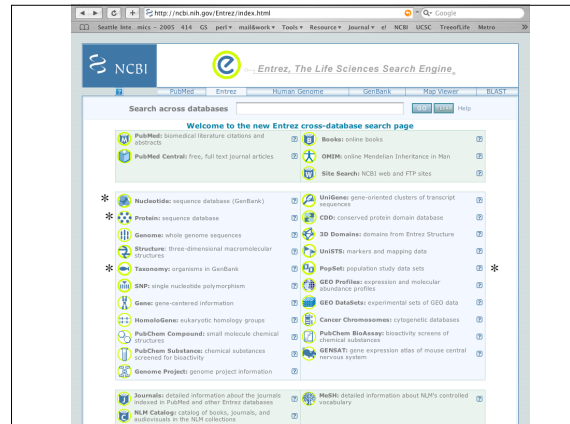 http://ncbi.nih.gov/Entrez/index.html
Google
Seattle Inte...mics ~ 2005 414 GS perl mail&work Tools Resource Journal e! NCBI UCSC TreeofLife Metro
NCBI
Entrez, The Life Sciences Search Engine
PubMed Entrez Human Genome GenBank Map Viewer BLAST
Search across databases GO Help
Welcome to the new Entrez cross-database search page
PubMed: biomedical literature citations and
abstracts
PubMed Central: free, full text journal articles
Books: online books
OMIM: online Mendelian Inheritance in Man
Site Search: NCBI web and FTP sites
* Nucleotide: sequence database (GenBank)
* Protein: sequence database
Genome: whole genome sequences
Structure: three-dimensional macromolecular
structures
* Taxonomy: organisms in GenBank
SNP: single nucleotide polymorphism
Gene: gene-centered information
HomoloGene: eukaryotic homology groups
PubChem Compound: small molecule chemical
structures
PubChem Substance: chemical substances
screened for bioactivity
Genome Project: genome project information
UniGene: gene-oriented clusters of transcript
sequences
CDD: conserved protein domain database
3D Domains: domains from Entrez Structure
UniSTS: markers and mapping data
PopSet: population study data sets *
GEO Profiles: expression and molecular
abundance profiles
GEO DataSets: experimental sets of GEO data
Cancer Chromosomes: cytogenetic databases
PubChem BioAssay: bioactivity screens of
chemical substances
GENSAT: gene expression atlas of mouse central
nervous system
Journals: detailed information about the journals
indexed in PubMed and other Entrez databases
NLM Catalog: catalog of books, journals, and
audiovisuals in the NLM collections
MeSH: detailed information about NLM's controlled
vocabulary